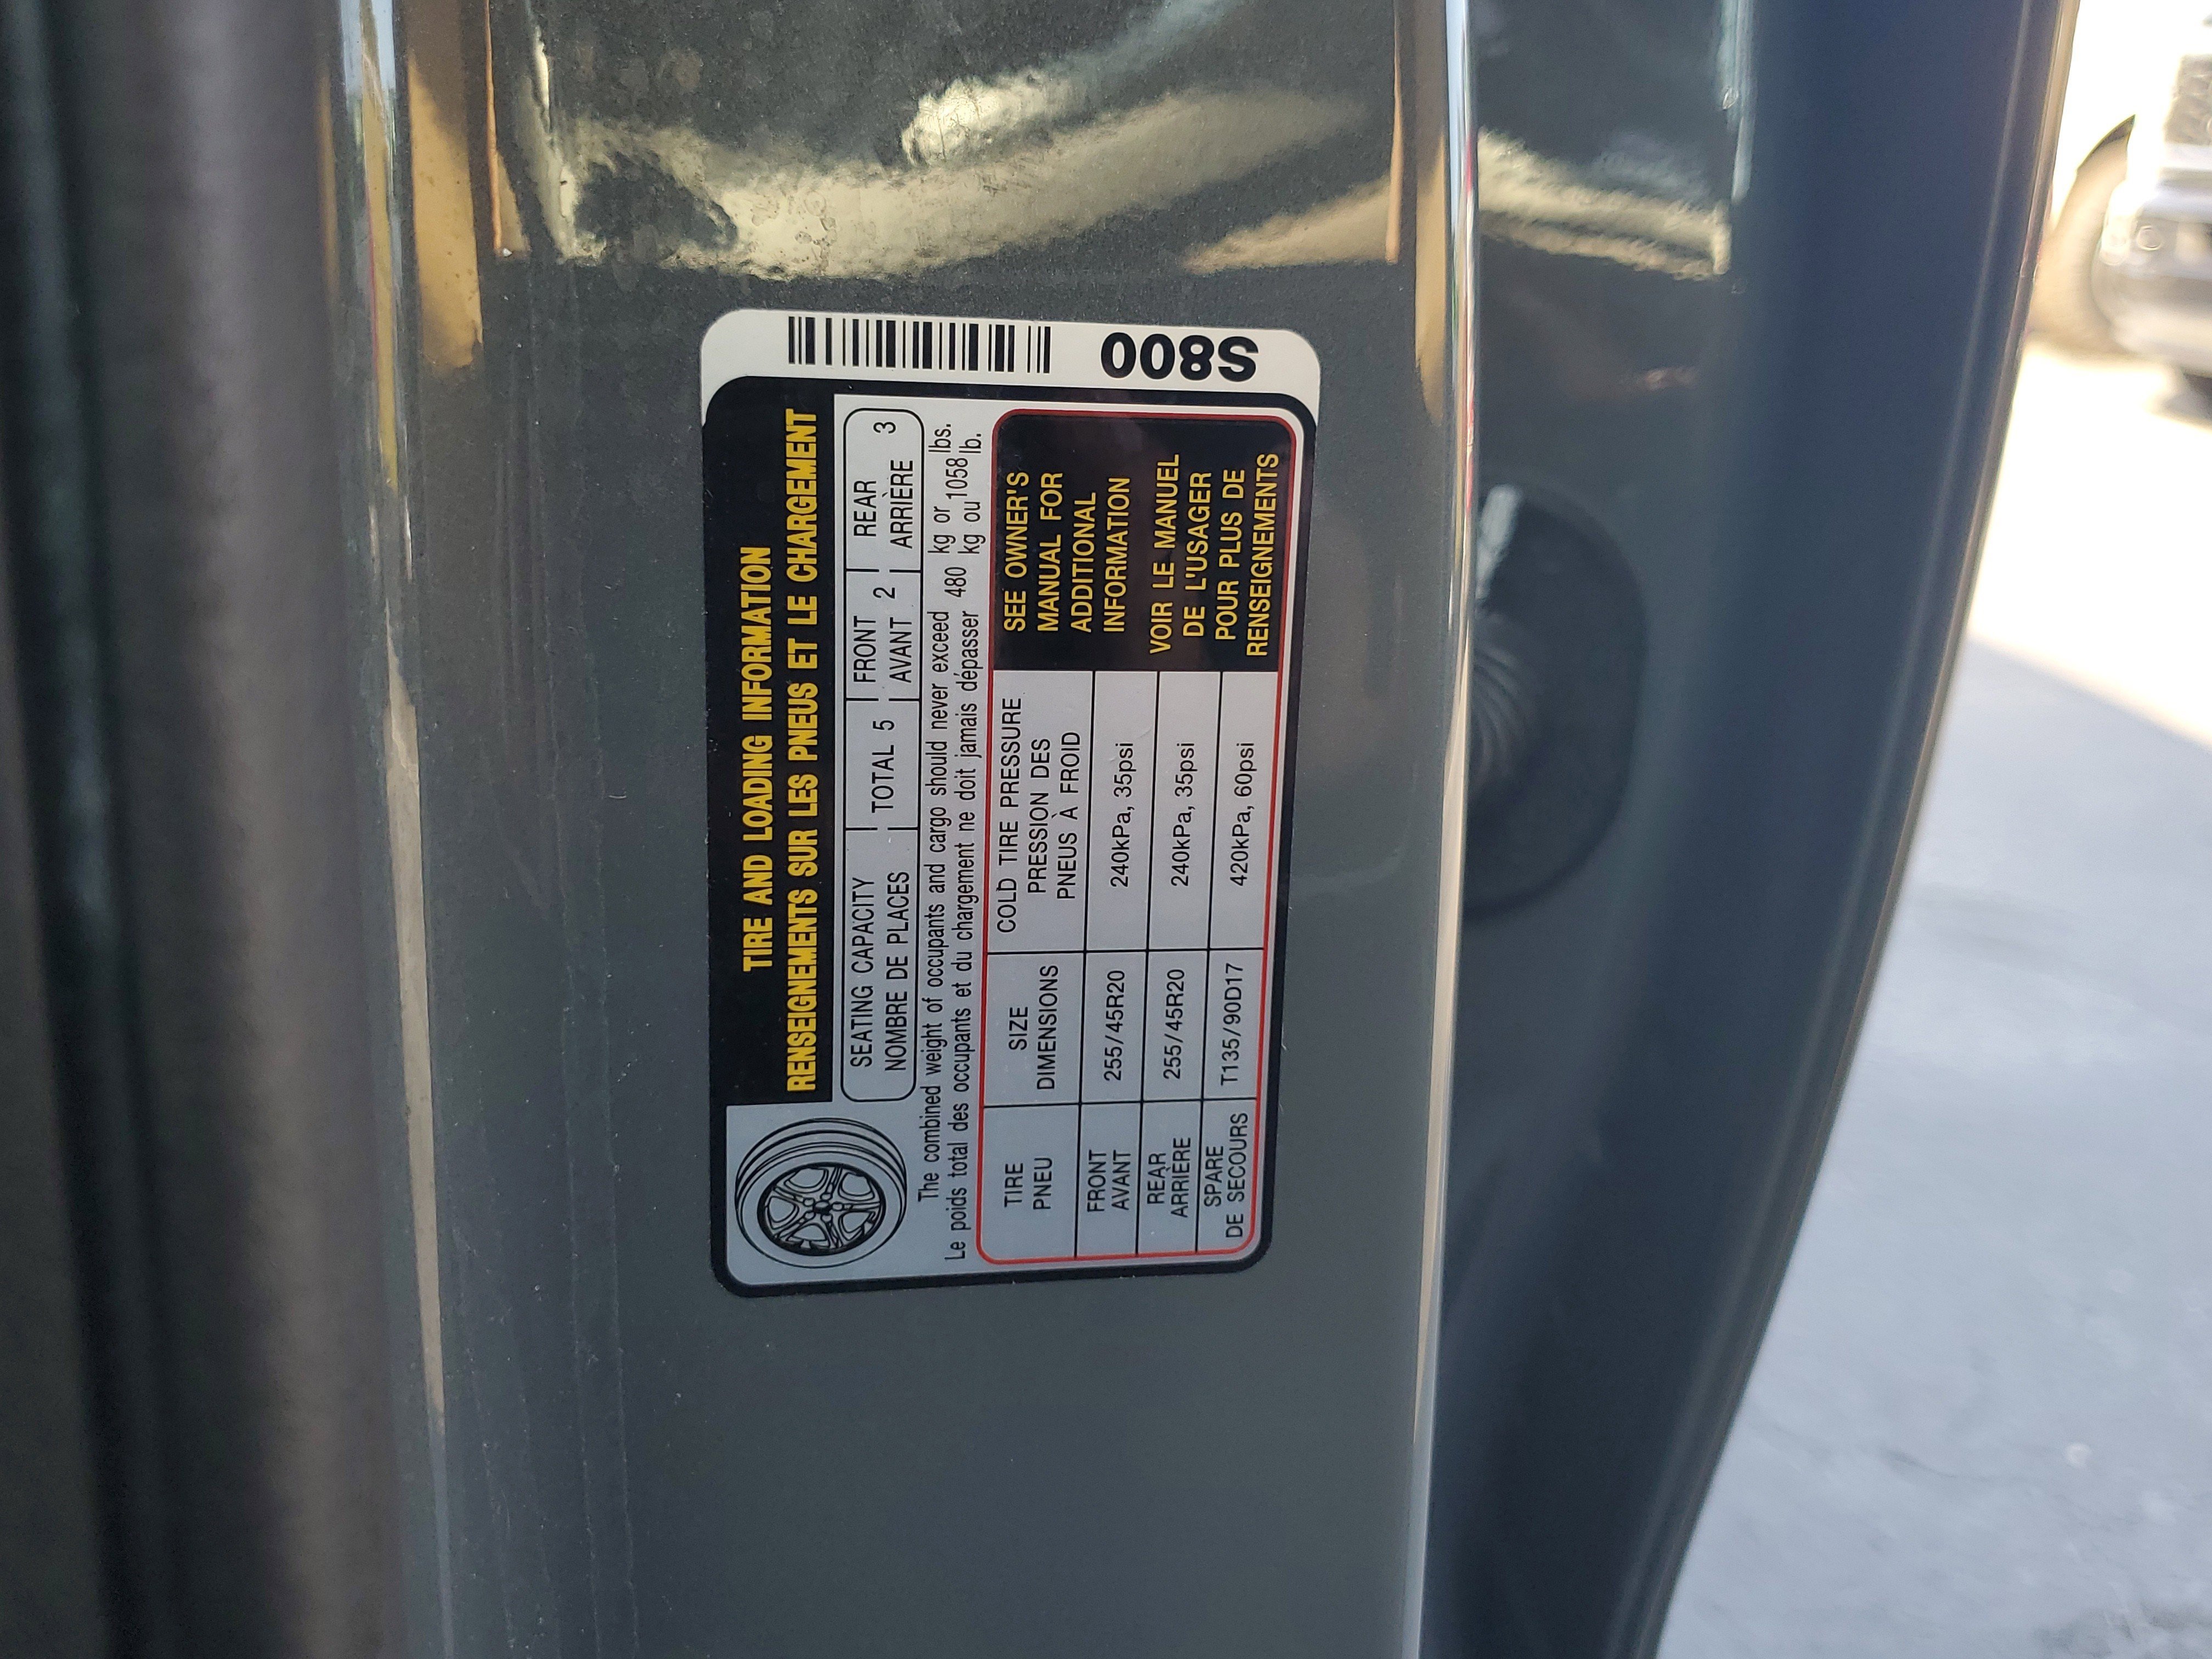 TIRE AND LOADING INFORMATION
RENSEIGNEMENTS SUR LES PNEUS ET LE CHARGEMENT
SEATING CAPACITY
NOMBRE DE PLACES
TOTAL 5
FRONT
AVANT 2
REAR
ARRIÈRE 3
The combined weight of occupants and cargo should never exceed 480 kg or 1058 lbs.
Le poids total des occupants et du chargement ne doit jamais dépasser kg ou lb.
TIRE
PNEU
SIZE
DIMENSIONS
COLD TIRE PRESSURE
PRESSION DES
PNEUS À FROID
FRONT
AVANT
255/45R20
240kPa, 35psi
REAR
ARRIÈRE
255/45R20
240kPa, 35psi
SPARE
DE SECOURS
T135/90D17
420kPa, 60psi
SEE OWNER'S
MANUAL FOR
ADDITIONAL
INFORMATION
VOIR LE MANUEL
DE L'USAGER
POUR PLUS DE
RENSEIGNEMENTS
S800